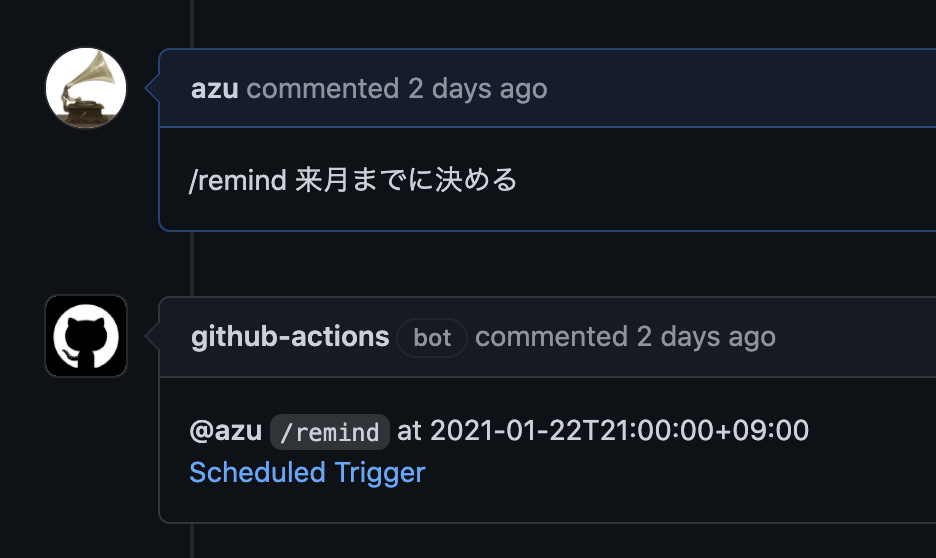 azu commented 2 days ago
/remind 来月までに決める
github-actions bot commented 2 days ago
@azu /remind at 2021-01-22T21:00:00+09:00
Scheduled Trigger